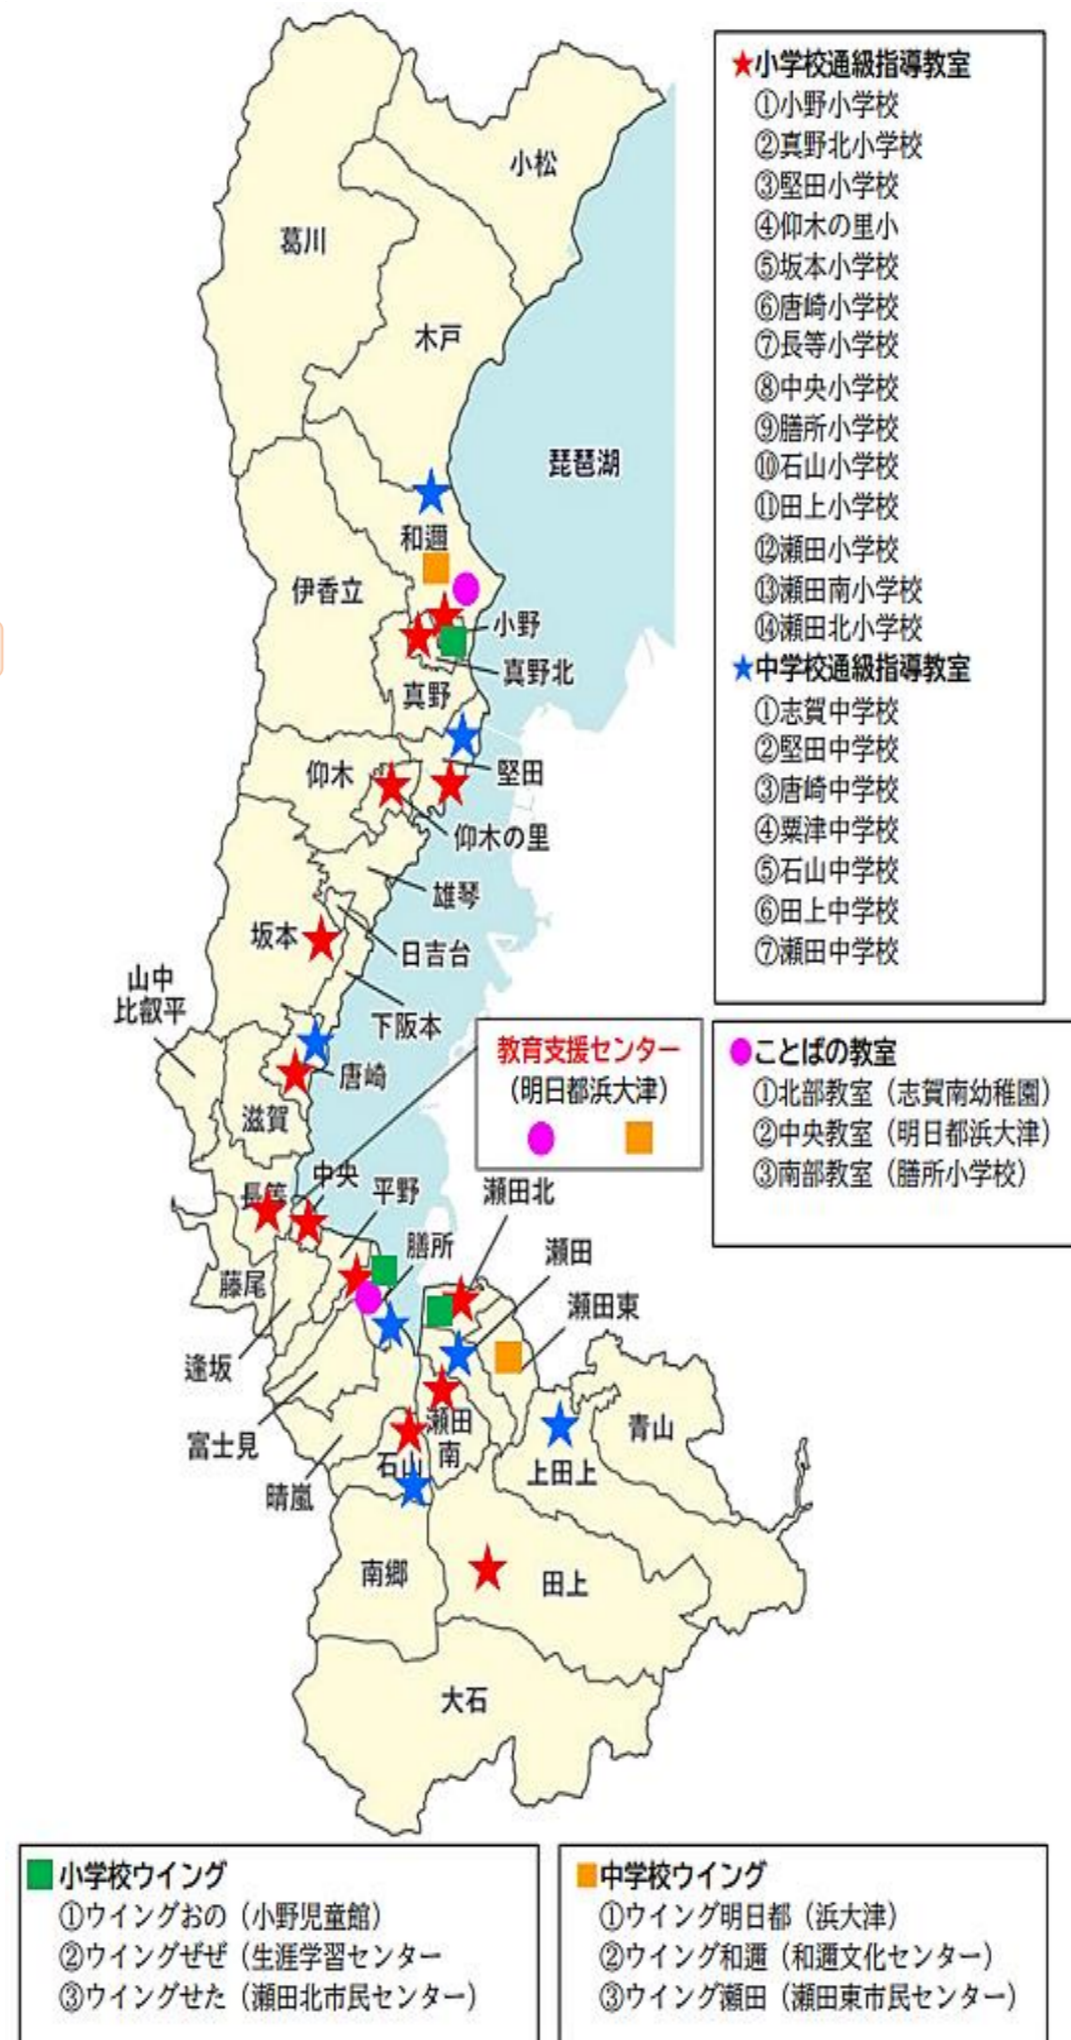 小松
葛川
木戸
琵琶湖
和邇
伊香立
小野
真野北
真野
堅田
仰木
仰木の里
雄琴
坂本
日吉台
山中
比叡平
下阪本
唐崎
滋賀
教育支援センター
(明日都浜大津)
長等
中央
平野
瀬田北
膳所
瀬田
藤尾
瀬田東
逢坂
富士見
瀬田
南
青山
石山
上田上
晴嵐
南郷
田上
大石
★小学校通級指導教室
①小野小学校
②真野北小学校
③堅田小学校
④仰木の里小
⑤坂本小学校
⑥唐崎小学校
⑦長等小学校
⑧中央小学校
⑨膳所小学校
⑩石山小学校
⑪田上小学校
⑫瀬田小学校
⑬瀬田南小学校
⑭瀬田北小学校
★中学校通級指導教室
①志賀中学校
②堅田中学校
③唐崎中学校
④粟津中学校
⑤石山中学校
⑥田上中学校
⑦瀬田中学校
●ことばの教室
①北部教室（志賀南幼稚園）
②中央教室（明日都浜大津）
③南部教室（膳所小学校）
■小学校ウイング
①ウイングおの（小野児童館）
②ウイングぜぜ（生涯学習センター
③ウイングせた（瀬田北市民センター）
■中学校ウイング
①ウイング明日都（浜大津）
②ウイング和邇（和邇文化センター）
③ウイング瀬田（瀬田東市民センター）